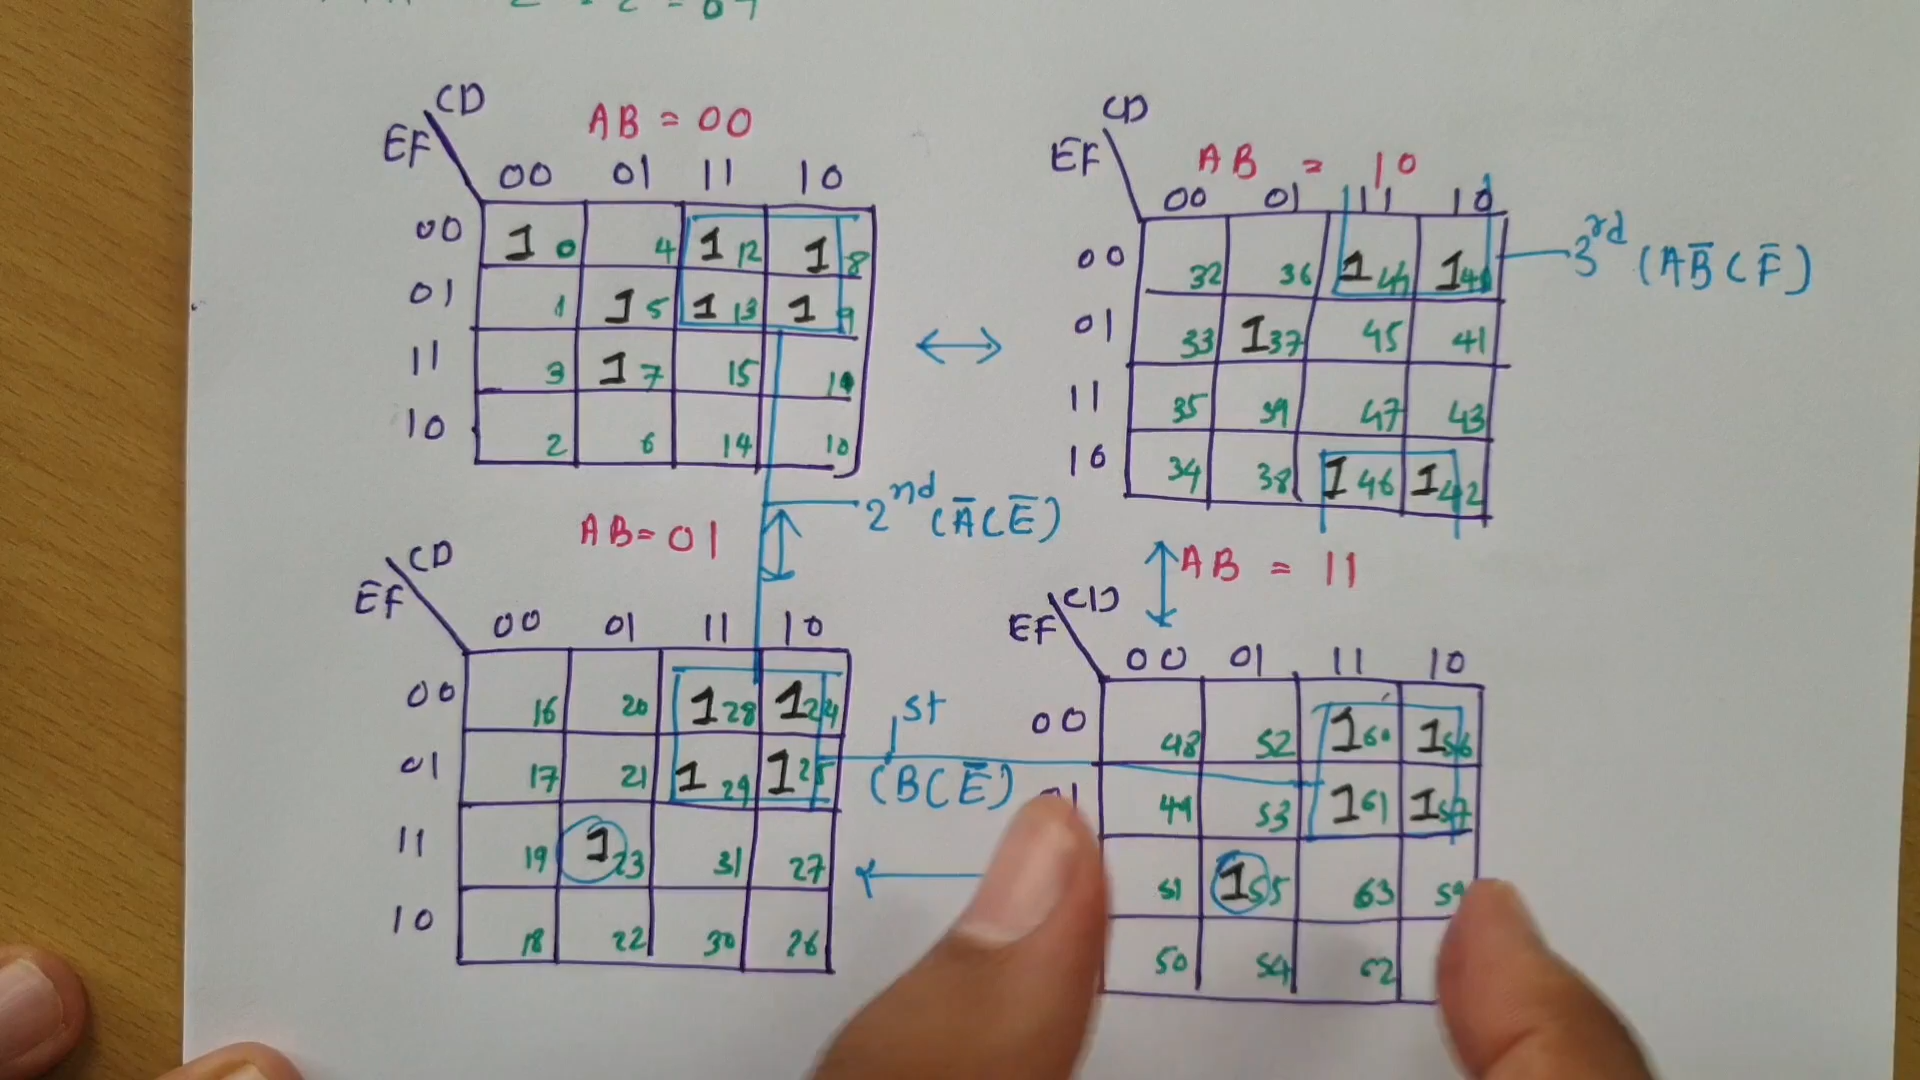 CD
AB = 00
EF
00 01 11 10
00 1 0 4 1 12 1 8
01 1 1 5 1 13 1 9
11 3 1 7 15 1
10 2 6 14 10
CD
AB = 10
EF
00 01 11 10
00 32 36 1 44 1 40
01 33 1 37 45 41
11 35 39 47 43
10 34 38 1 46 1 42
3rd (AB̅CF̅)
2nd (A̅CE̅)
AB = 01
CD
EF
00 01 11 10
00 16 20 1 28 1 24
01 17 21 1 29 1 25
11 19 1 23 31 27
10 18 22 30 26
1st
(BCE̅)
AB = 11
CD
EF
00 01 11 10
00 48 52 1 60 1 56
49 53 1 61 1 57
51 1 55 63 59
50 54 62